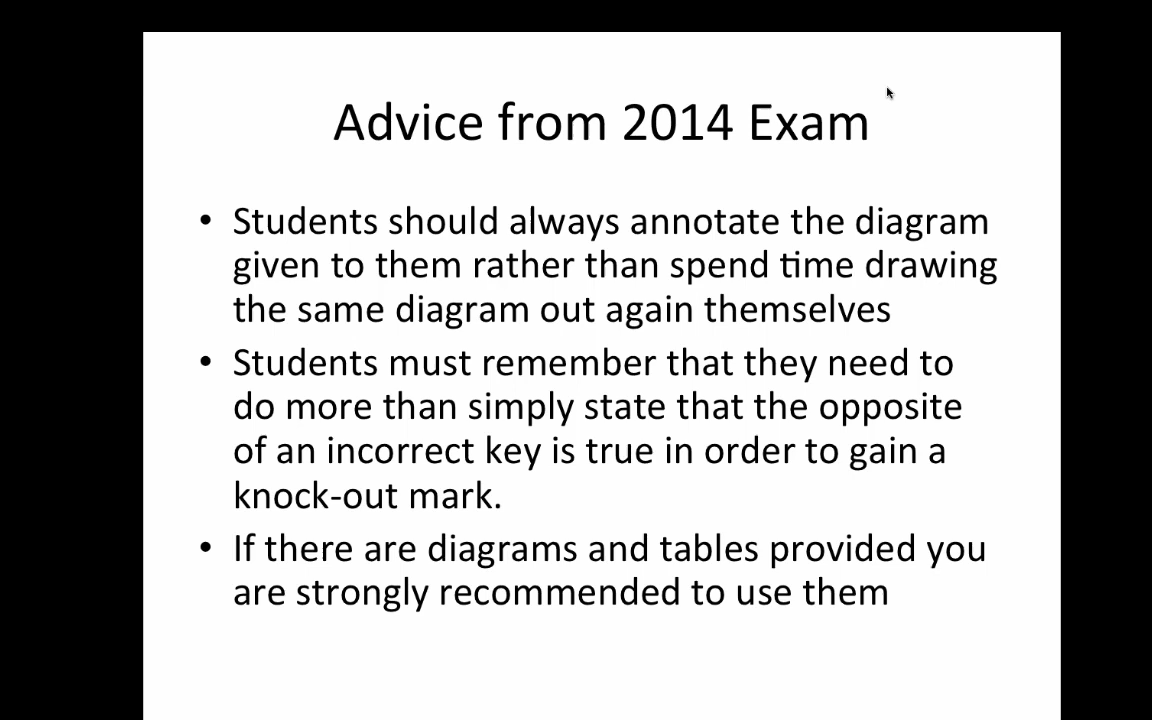 Advice from 2014 Exam
• Students should always annotate the diagram
given to them rather than spend time drawing
the same diagram out again themselves
• Students must remember that they need to
do more than simply state that the opposite
of an incorrect key is true in order to gain a
knock-out mark.
• If there are diagrams and tables provided you
are strongly recommended to use them